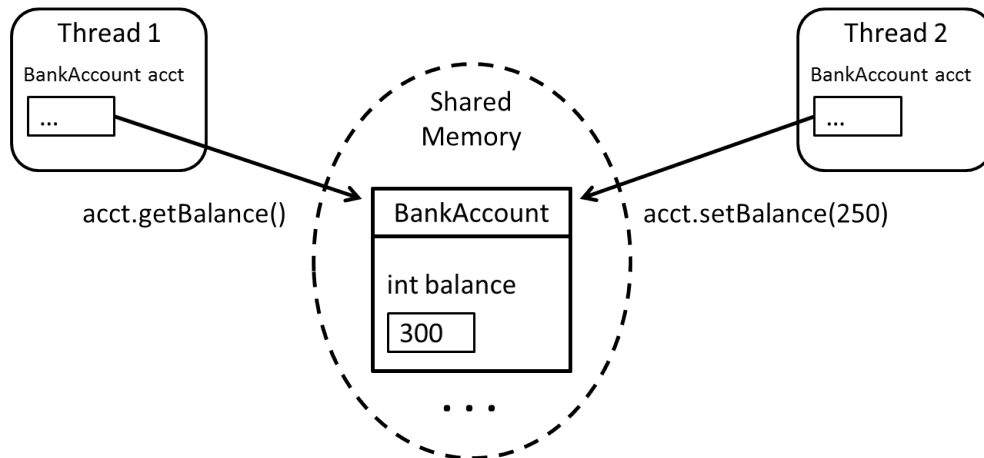 Thread 1
BankAccount acct
...
Thread 2
BankAccount acct
...
Shared
Memory
acct.getBalance()
acct.setBalance(250)
BankAccount
int balance
300
...